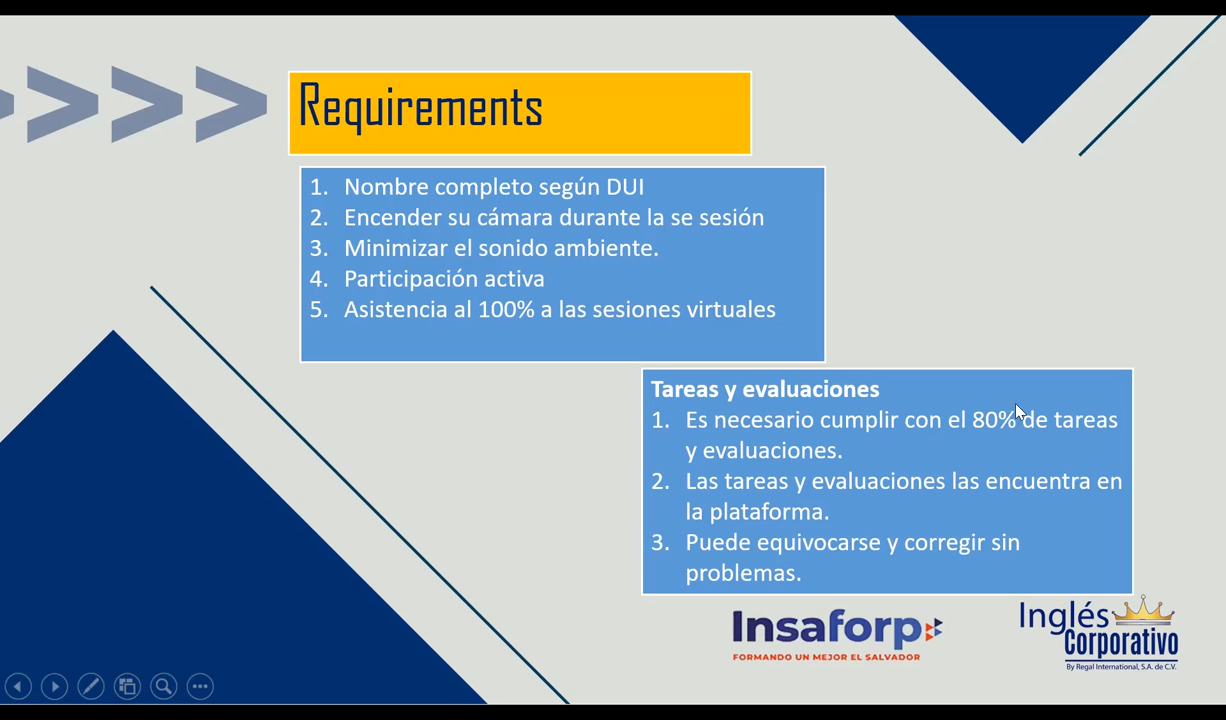 Requirements
1. Nombre completo según DUI
2. Encender su cámara durante la se sesión
3. Minimizar el sonido ambiente.
4. Participación activa
5. Asistencia al 100% a las sesiones virtuales
Tareas y evaluaciones
1. Es necesario cumplir con el 80% de tareas
y evaluaciones.
2. Las tareas y evaluaciones las encuentra en
la plataforma.
3. Puede equivocarse y corregir sin
problemas.
Insaforp
FORMANDO UN MEJOR EL SALVADOR
Inglés
Corporativo
By Regal International, S.A. de C.V.